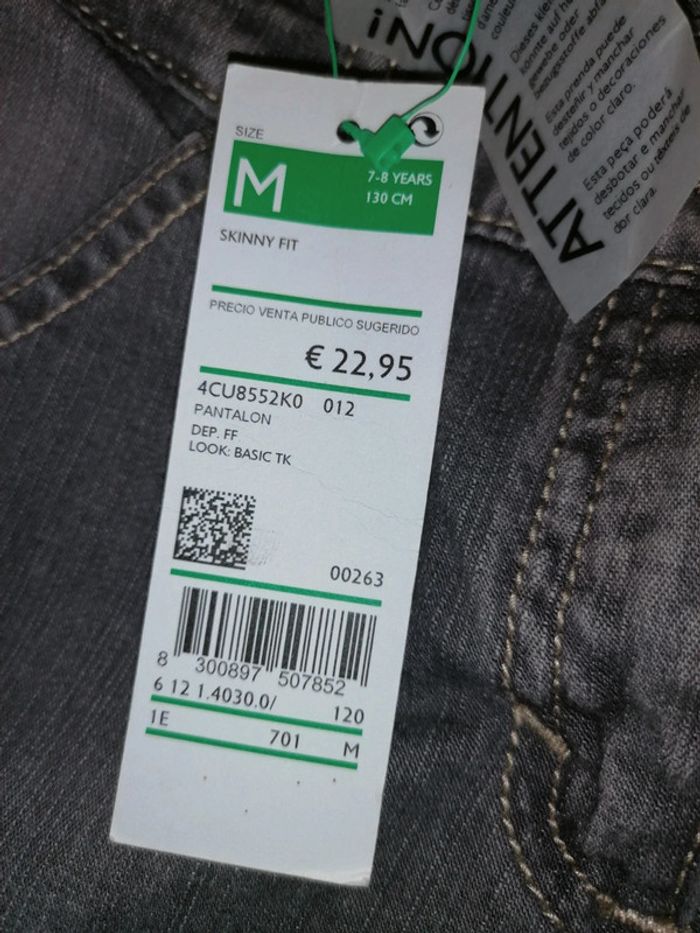 SIZE
M
7-8 YEARS
130 CM
SKINNY FIT
PRECIO VENTA PUBLICO SUGERIDO
€ 22,95
4CU8552K0 012
PANTALON
DEP. FF
LOOK: BASIC TK
00263
8 300897 507852
6 12 1.4030.0/ 120
1E 701 M
ATTENTION!
Esta prenda puede
desteñir y manchar
tejidos o decoraciones
de color claro.
Esta peça poderá
desbotar e manchar
tecidos ou têxteis de
dor clara.